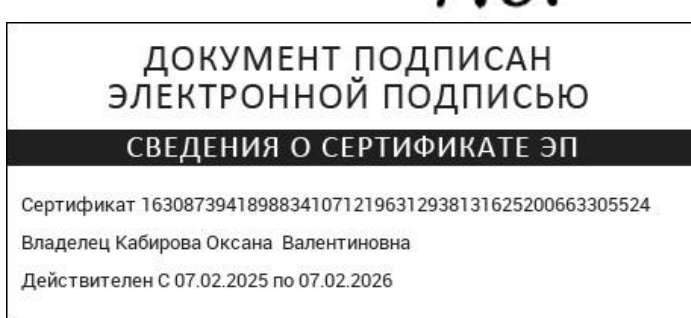 ДОКУМЕНТ ПОДПИСАН
ЭЛЕКТРОННОЙ ПОДПИСЬЮ
СВЕДЕНИЯ О СЕРТИФИКАТЕ ЭП
Сертификат 163087394189883410712196312938131625200663305524
Владелец Кабирова Оксана Валентиновна
Действителен С 07.02.2025 по 07.02.2026